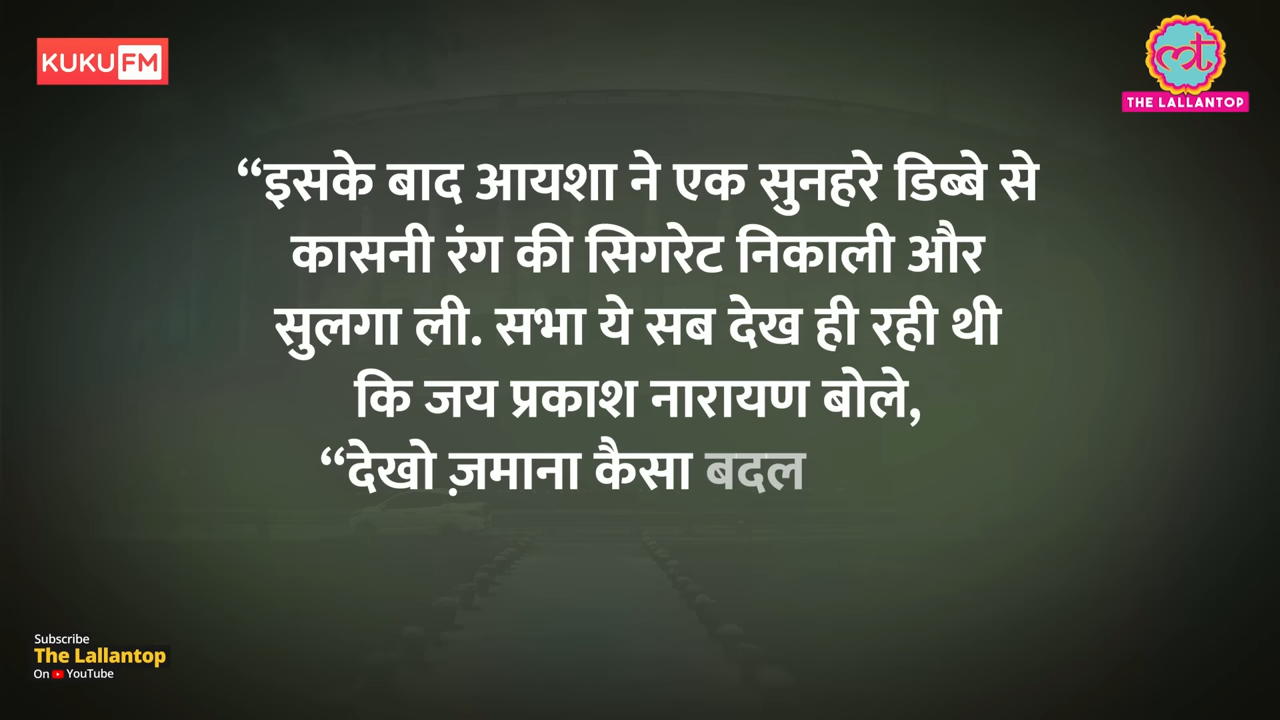 KUKU FM
THE LALLANTOP
“इसके बाद आयशा ने एक सुनहरे डिब्बे से
कासनी रंग की सिगरेट निकाली और
सुलगा ली. सभा ये सब देख ही रही थी
कि जय प्रकाश नारायण बोले,
“देखो ज़माना कैसा बदल
Subscribe
The Lallantop
On YouTube